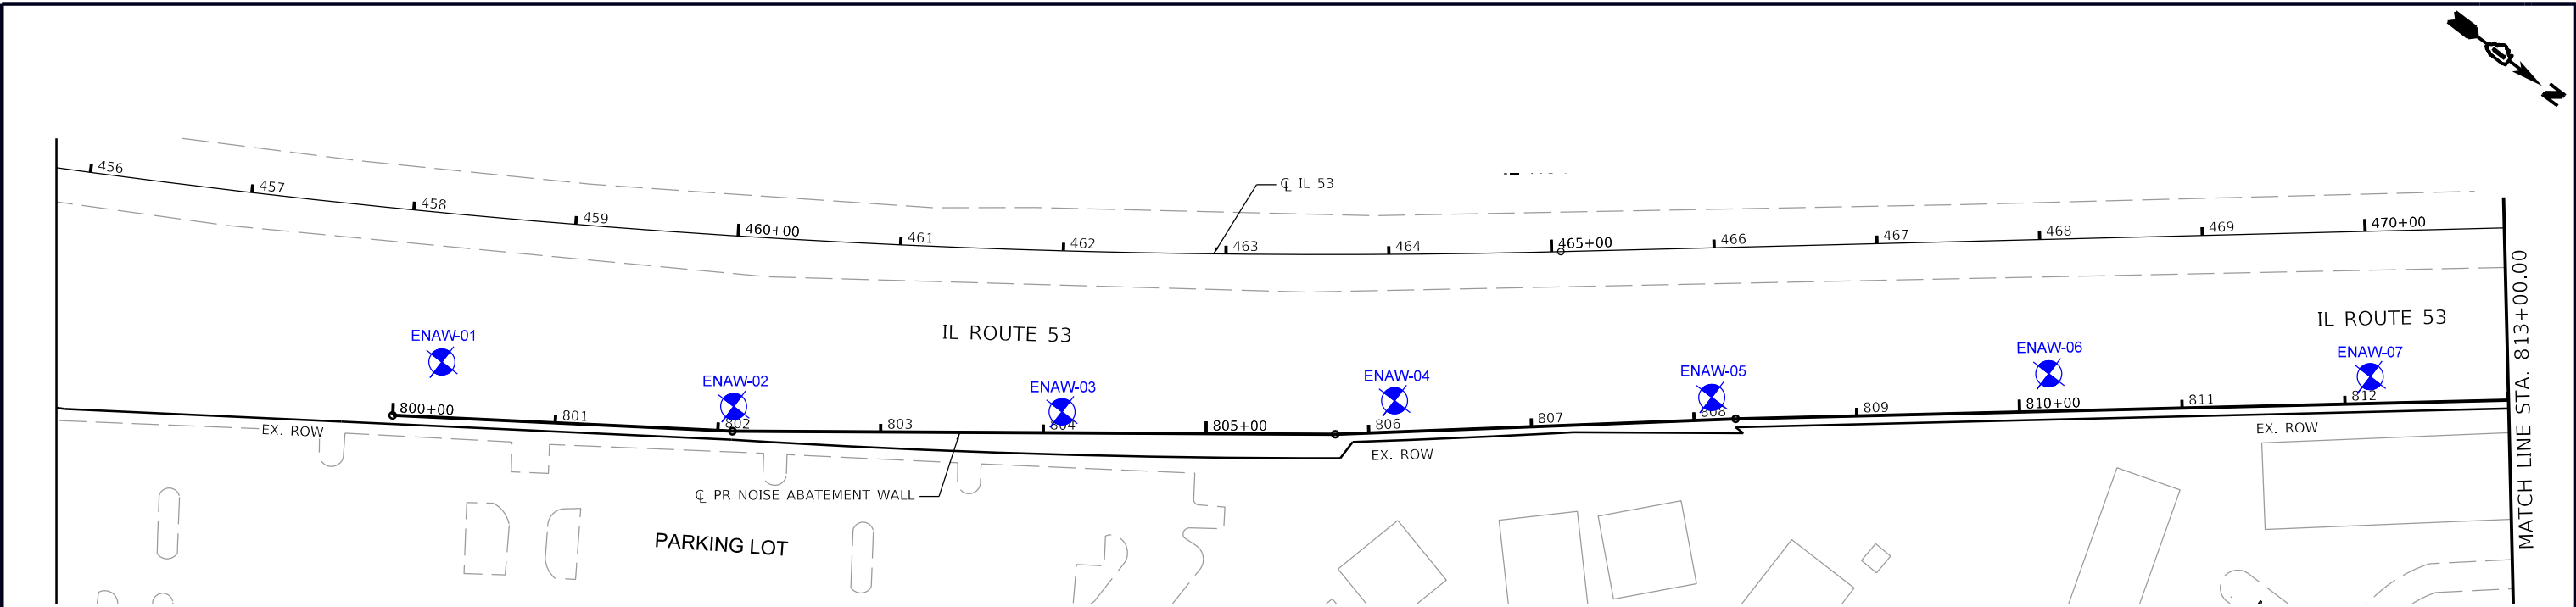 N
456
457
458
459
460+00
461
462
463
464
465+00
466
467
468
469
470+00
℄ IL 53
IL ROUTE 53
IL ROUTE 53
MATCH LINE STA. 813+00.00
ENAW-01
ENAW-02
ENAW-03
ENAW-04
ENAW-05
ENAW-06
ENAW-07
800+00
801
802
803
804
805+00
806
807
808
809
810+00
811
812
EX. ROW
EX. ROW
EX. ROW
℄ PR NOISE ABATEMENT WALL
PARKING LOT